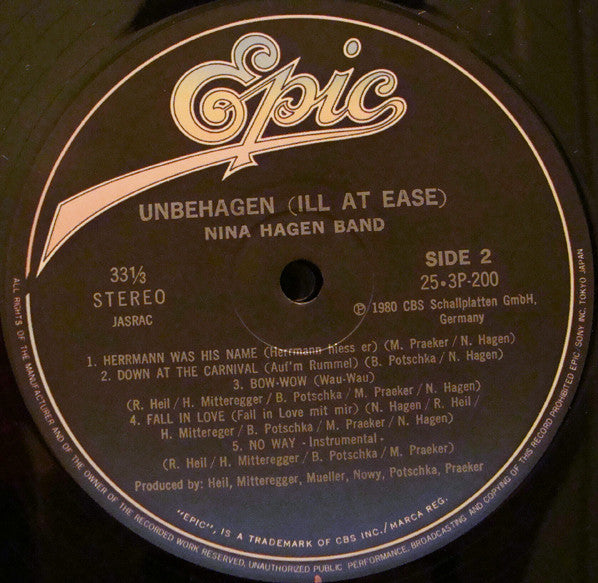 Epic
UNBEHAGEN (ILL AT EASE)
NINA HAGEN BAND
33⅓
STEREO
JASRAC
SIDE 2
25・3P-200
℗ 1980 CBS Schallplatten GmbH,
Germany
1. HERRMANN WAS HIS NAME (Herrmann hiess er) (M. Praeker/N. Hagen)
2. DOWN AT THE CARNIVAL (Auf'm Rummel) (B. Potschka/N. Hagen)
3. BOW-WOW (Wau-Wau)
(R. Heil/H. Mitteregger/B. Potschka/M. Praeker/N. Hagen)
4. FALL IN LOVE (Fall in Love mit mir) (N. Hagen/R. Heil/
H. Mittereger/B. Potschka/M. Praeker/N. Hagen)
5. NO WAY - Instrumental -
(R. Heil/H. Mitteregger/B. Potschka/M. Praeker)
Produced by: Heil, Mitteregger, Mueller, Nowy, Potschka, Praeker
"EPIC", IS A TRADEMARK OF CBS INC./MARCA REG.
ALL RIGHTS OF THE MANUFACTURER AND OF THE OWNER OF THE RECORDED WORK RESERVED, UNAUTHORIZED PUBLIC PERFORMANCE, BROADCASTING AND COPYING OF THIS RECORD PROHIBITED EPIC SONY INC. TOKYO JAPAN